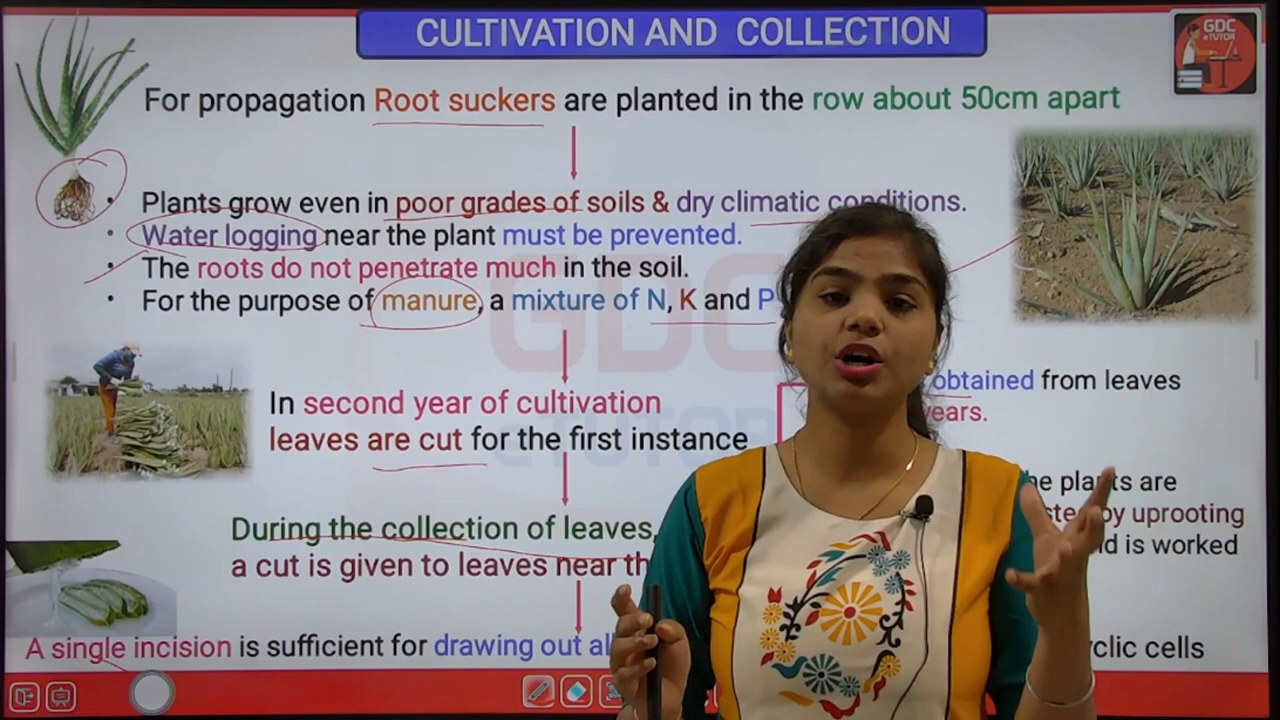 CULTIVATION AND COLLECTION
GDC
eTUTOR
For propagation Root suckers are planted in the row about 50cm apart
• Plants grow even in poor grades of soils & dry climatic conditions.
• Water logging near the plant must be prevented.
• The roots do not penetrate much in the soil.
• For the purpose of manure, a mixture of N, K and P
GDC
eTUTOR
In second year of cultivation
leaves are cut for the first instance
obtained from leaves
years.
plants are
by uprooting
is worked
During the collection of leaves,
a cut is given to leaves near
A single incision is sufficient for drawing out
cells